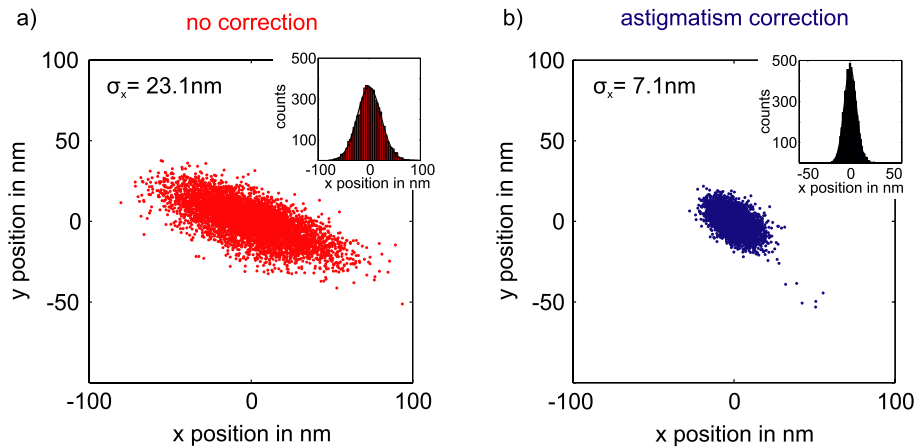 a)
no correction
σx= 23.1nm
y position in nm
100
50
0
-50
-100
0
100
x position in nm
counts
500
300
100
-100
0
100
x position in nm
b)
astigmatism correction
σx= 7.1nm
y position in nm
100
50
0
-50
-100
0
100
x position in nm
counts
500
300
100
-50
0
50
x position in nm